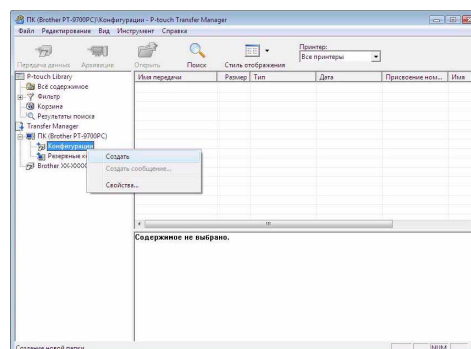 ПК (Brother PT-9700PC)\Конфигурации - P-touch Transfer Manager
Файл Редактирование Вид Инструмент Справка
Принтер:
Все принтеры
Передача данных Архивация Открыть Поиск Стиль отображения
P-touch Library
Всё содержимое
Фильтр
Корзина
Результаты поиска
Transfer Manager
ПК (Brother PT-9700PC)
Конфигурации
Резервные
Brother XX-XXXX
Имя передачи Размер Тип Дата Присвоение ном... Имя
Создать
Создать сообщение...
Свойства...
Содержимое не выбрано.
Создание новой папки
NUM